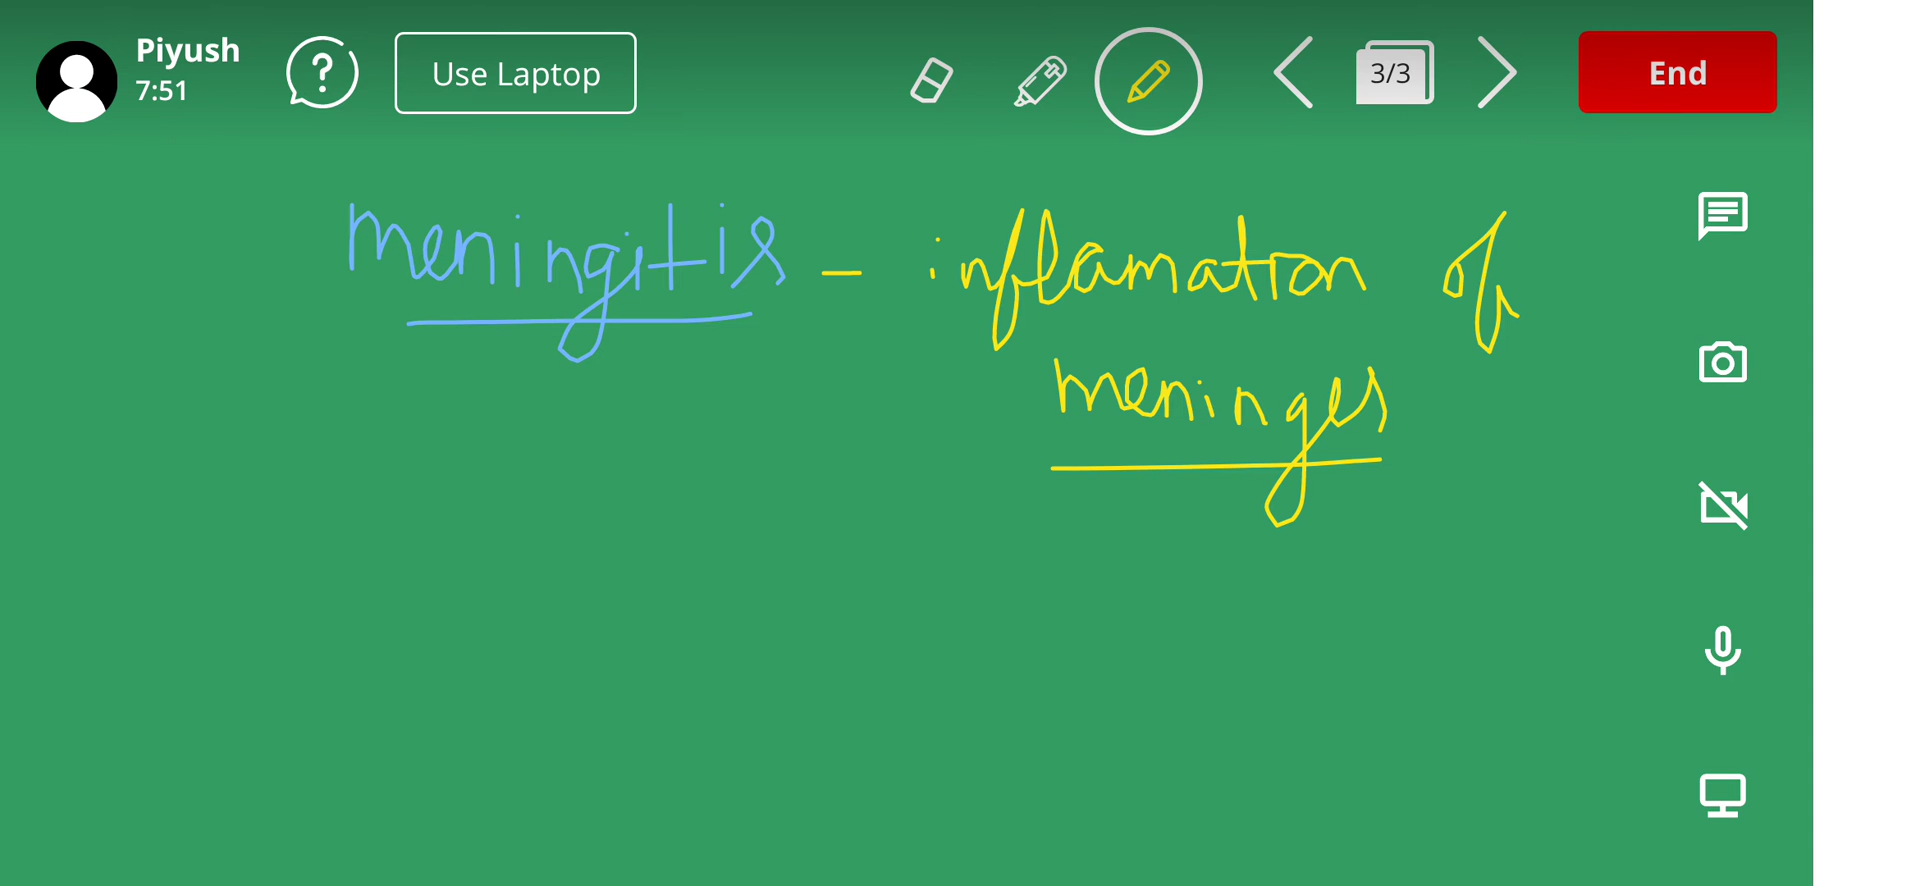 Piyush
7:51
?
Use Laptop
3/3
End
meningitis - inflamation of
meninges